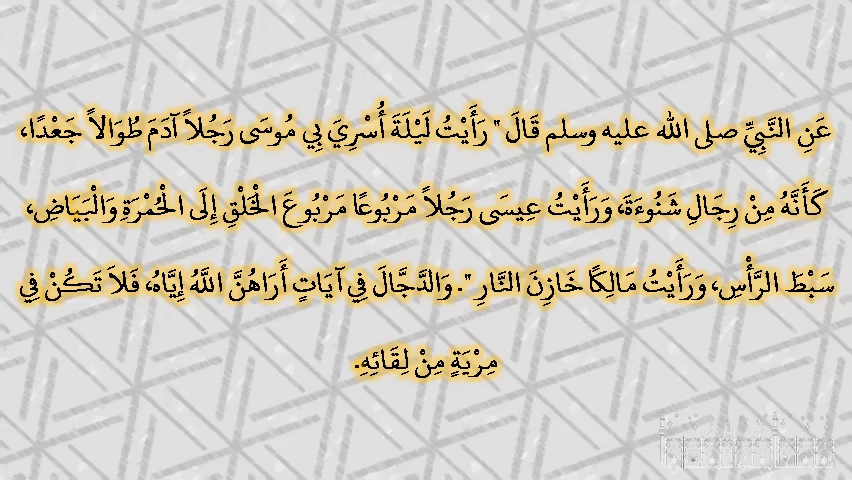 عَنِ النَّبِيِّ صلى الله عليه وسلم قَالَ " رَأَيْتُ لَيْلَةَ أُسْرِيَ بِي مُوسَى رَجُلاً آدَمَ طُوَالاً جَعْدًا،
كَأَنَّهُ مِنْ رِجَالِ شَنُوءَةَ، وَرَأَيْتُ عِيسَى رَجُلاً مَرْبُوعًا مَرْبُوعَ الْخَلْقِ إِلَى الْحُمْرَةِ وَالْبَيَاضِ،
سَبْطَ الرَّأْسِ، وَرَأَيْتُ مَالِكًا خَازِنَ النَّارِ ". وَالدَّجَّالَ فِي آيَاتٍ أَرَاهُنَّ اللَّهُ إِيَّاهُ، فَلاَ تَكُنْ فِي
مِرْيَةٍ مِنْ لِقَائِهِ.